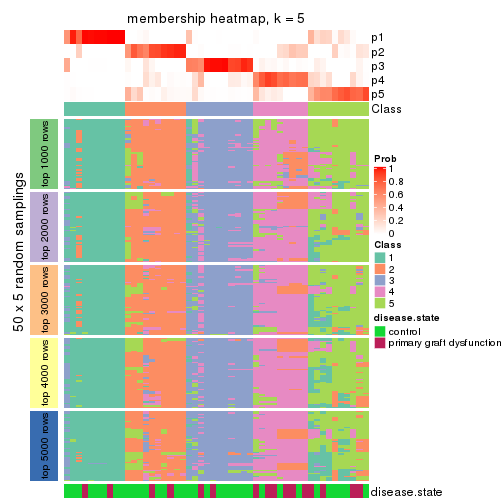 membership heatmap, k = 5
p1
p2
p3
p4
p5
Class
50 x 5 random samplings
top 1000 rows
top 2000 rows
top 3000 rows
top 4000 rows
top 5000 rows
disease.state
Prob
1
0.8
0.6
0.4
0.2
0
Class
1
2
3
4
5
disease.state
control
primary graft dysfunction